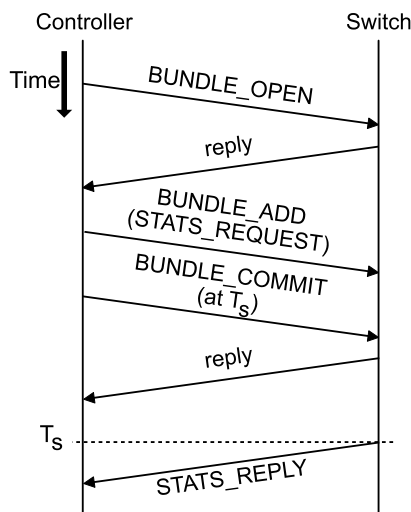 Controller
Switch
Time
BUNDLE_OPEN
reply
BUNDLE_ADD
(STATS_REQUEST)
BUNDLE_COMMIT
(at Ts)
reply
Ts
STATS_REPLY